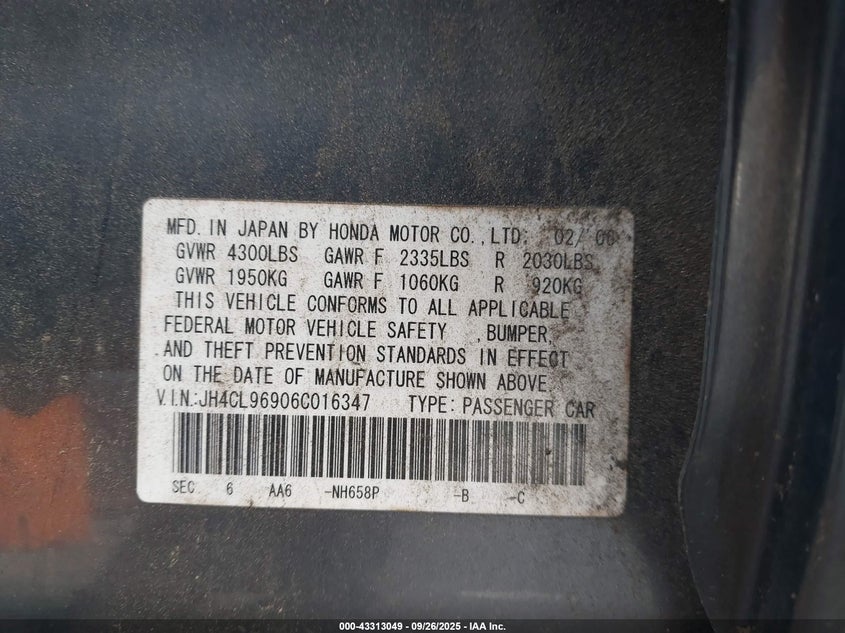 MFD. IN JAPAN BY HONDA MOTOR CO.,LTD. 02/06
GVWR 4300LBS GAWR F 2335LBS R 2030LBS
GVWR 1950KG GAWR F 1060KG R 920KG
THIS VEHICLE CONFORMS TO ALL APPLICABLE
FEDERAL MOTOR VEHICLE SAFETY ,BUMPER,
AND THEFT PREVENTION STANDARDS IN EFFECT
ON THE DATE OF MANUFACTURE SHOWN ABOVE
V.I.N.:JH4CL96906C016347 TYPE: PASSENGER CAR
SEC 6 AA6 -NH658P -B -C
000-43313049 - 09/26/2025 - IAA Inc.